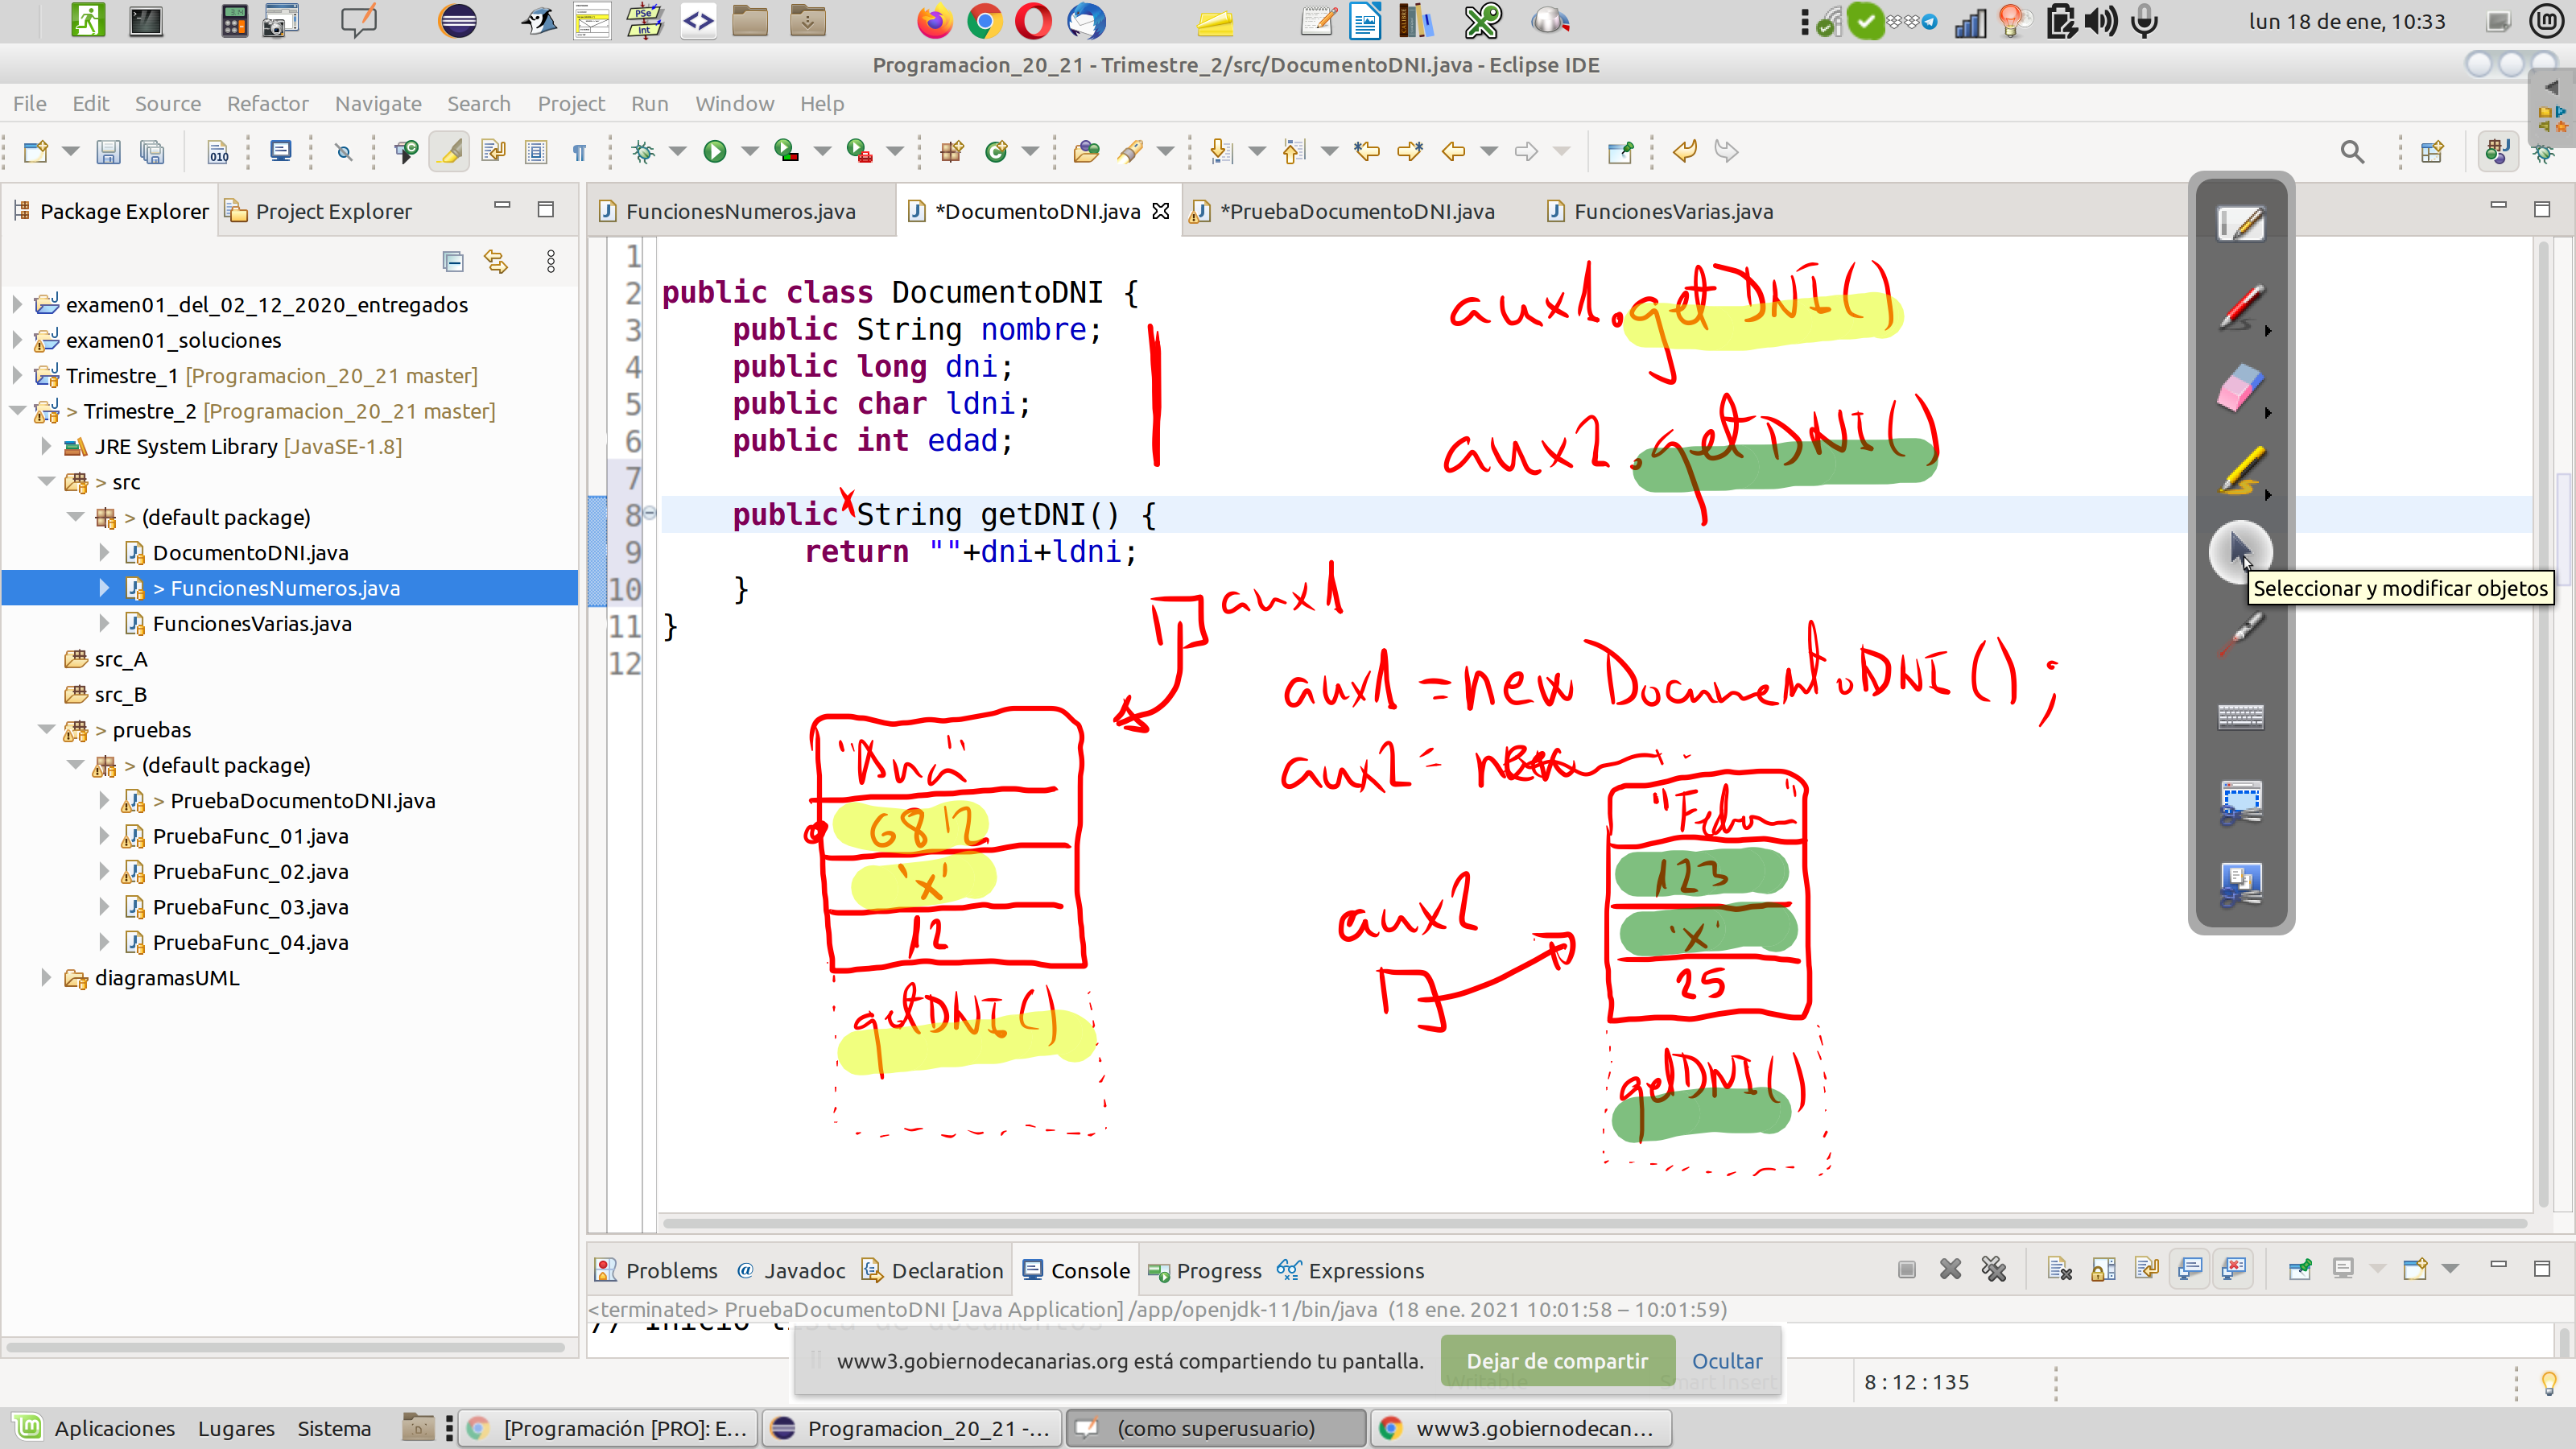 lun 18 de ene, 10:33
Programacion_20_21 - Trimestre_2/src/DocumentoDNI.java - Eclipse IDE
File Edit Source Refactor Navigate Search Project Run Window Help
Package Explorer
Project Explorer
examen01_del_02_12_2020_entregados
examen01_soluciones
Trimestre_1 [Programacion_20_21 master]
> Trimestre_2 [Programacion_20_21 master]
JRE System Library [JavaSE-1.8]
> src
> (default package)
DocumentoDNI.java
> FuncionesNumeros.java
FuncionesVarias.java
src_A
src_B
> pruebas
> (default package)
> PruebaDocumentoDNI.java
PruebaFunc_01.java
PruebaFunc_02.java
PruebaFunc_03.java
PruebaFunc_04.java
diagramasUML
FuncionesNumeros.java
*DocumentoDNI.java
*PruebaDocumentoDNI.java
FuncionesVarias.java
1
2 public class DocumentoDNI {
3 public String nombre;
4 public long dni;
5 public char ldni;
6 public int edad;
7
8 public String getDNI() {
9 return ""+dni+ldni;
10 }
11 }
12
aux1.getDNI()
aux2.getDNI()
aux1
aux1 = new DocumentoDNI();
aux2 = new
"Ana"
6812
'x'
12
getDNI()
aux2
123
'x'
25
getDNI()
Seleccionar y modificar objetos
Problems
@ Javadoc
Declaration
Console
Progress
Expressions
<terminated> PruebaDocumentoDNI [Java Application] /app/openjdk-11/bin/java (18 ene. 2021 10:01:58 – 10:01:59)
www3.gobiernodecanarias.org está compartiendo tu pantalla.
Dejar de compartir
Ocultar
8 : 12 : 135
Aplicaciones Lugares Sistema
[Programación [PRO]: E...
Programacion_20_21 -...
(como superusuario)
www3.gobiernodecan...